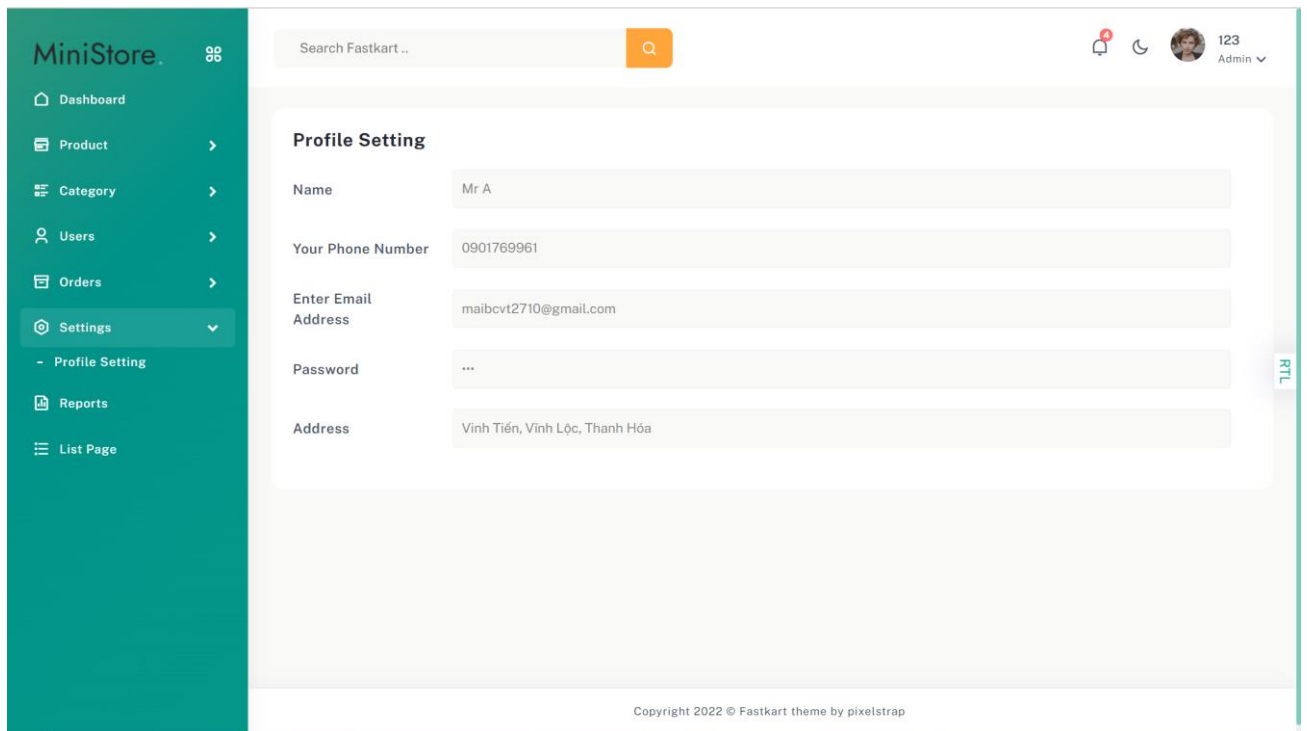 MiniStore.
Search Fastkart ..
4
123
Admin
Dashboard
Product
Category
Users
Orders
Settings
- Profile Setting
Reports
List Page
Profile Setting
Name
Mr A
Your Phone Number
0901769961
Enter Email
Address
maibcvt2710@gmail.com
Password
•••
Address
Vinh Tiến, Vĩnh Lộc, Thanh Hóa
RTL
Copyright 2022 © Fastkart theme by pixelstrap